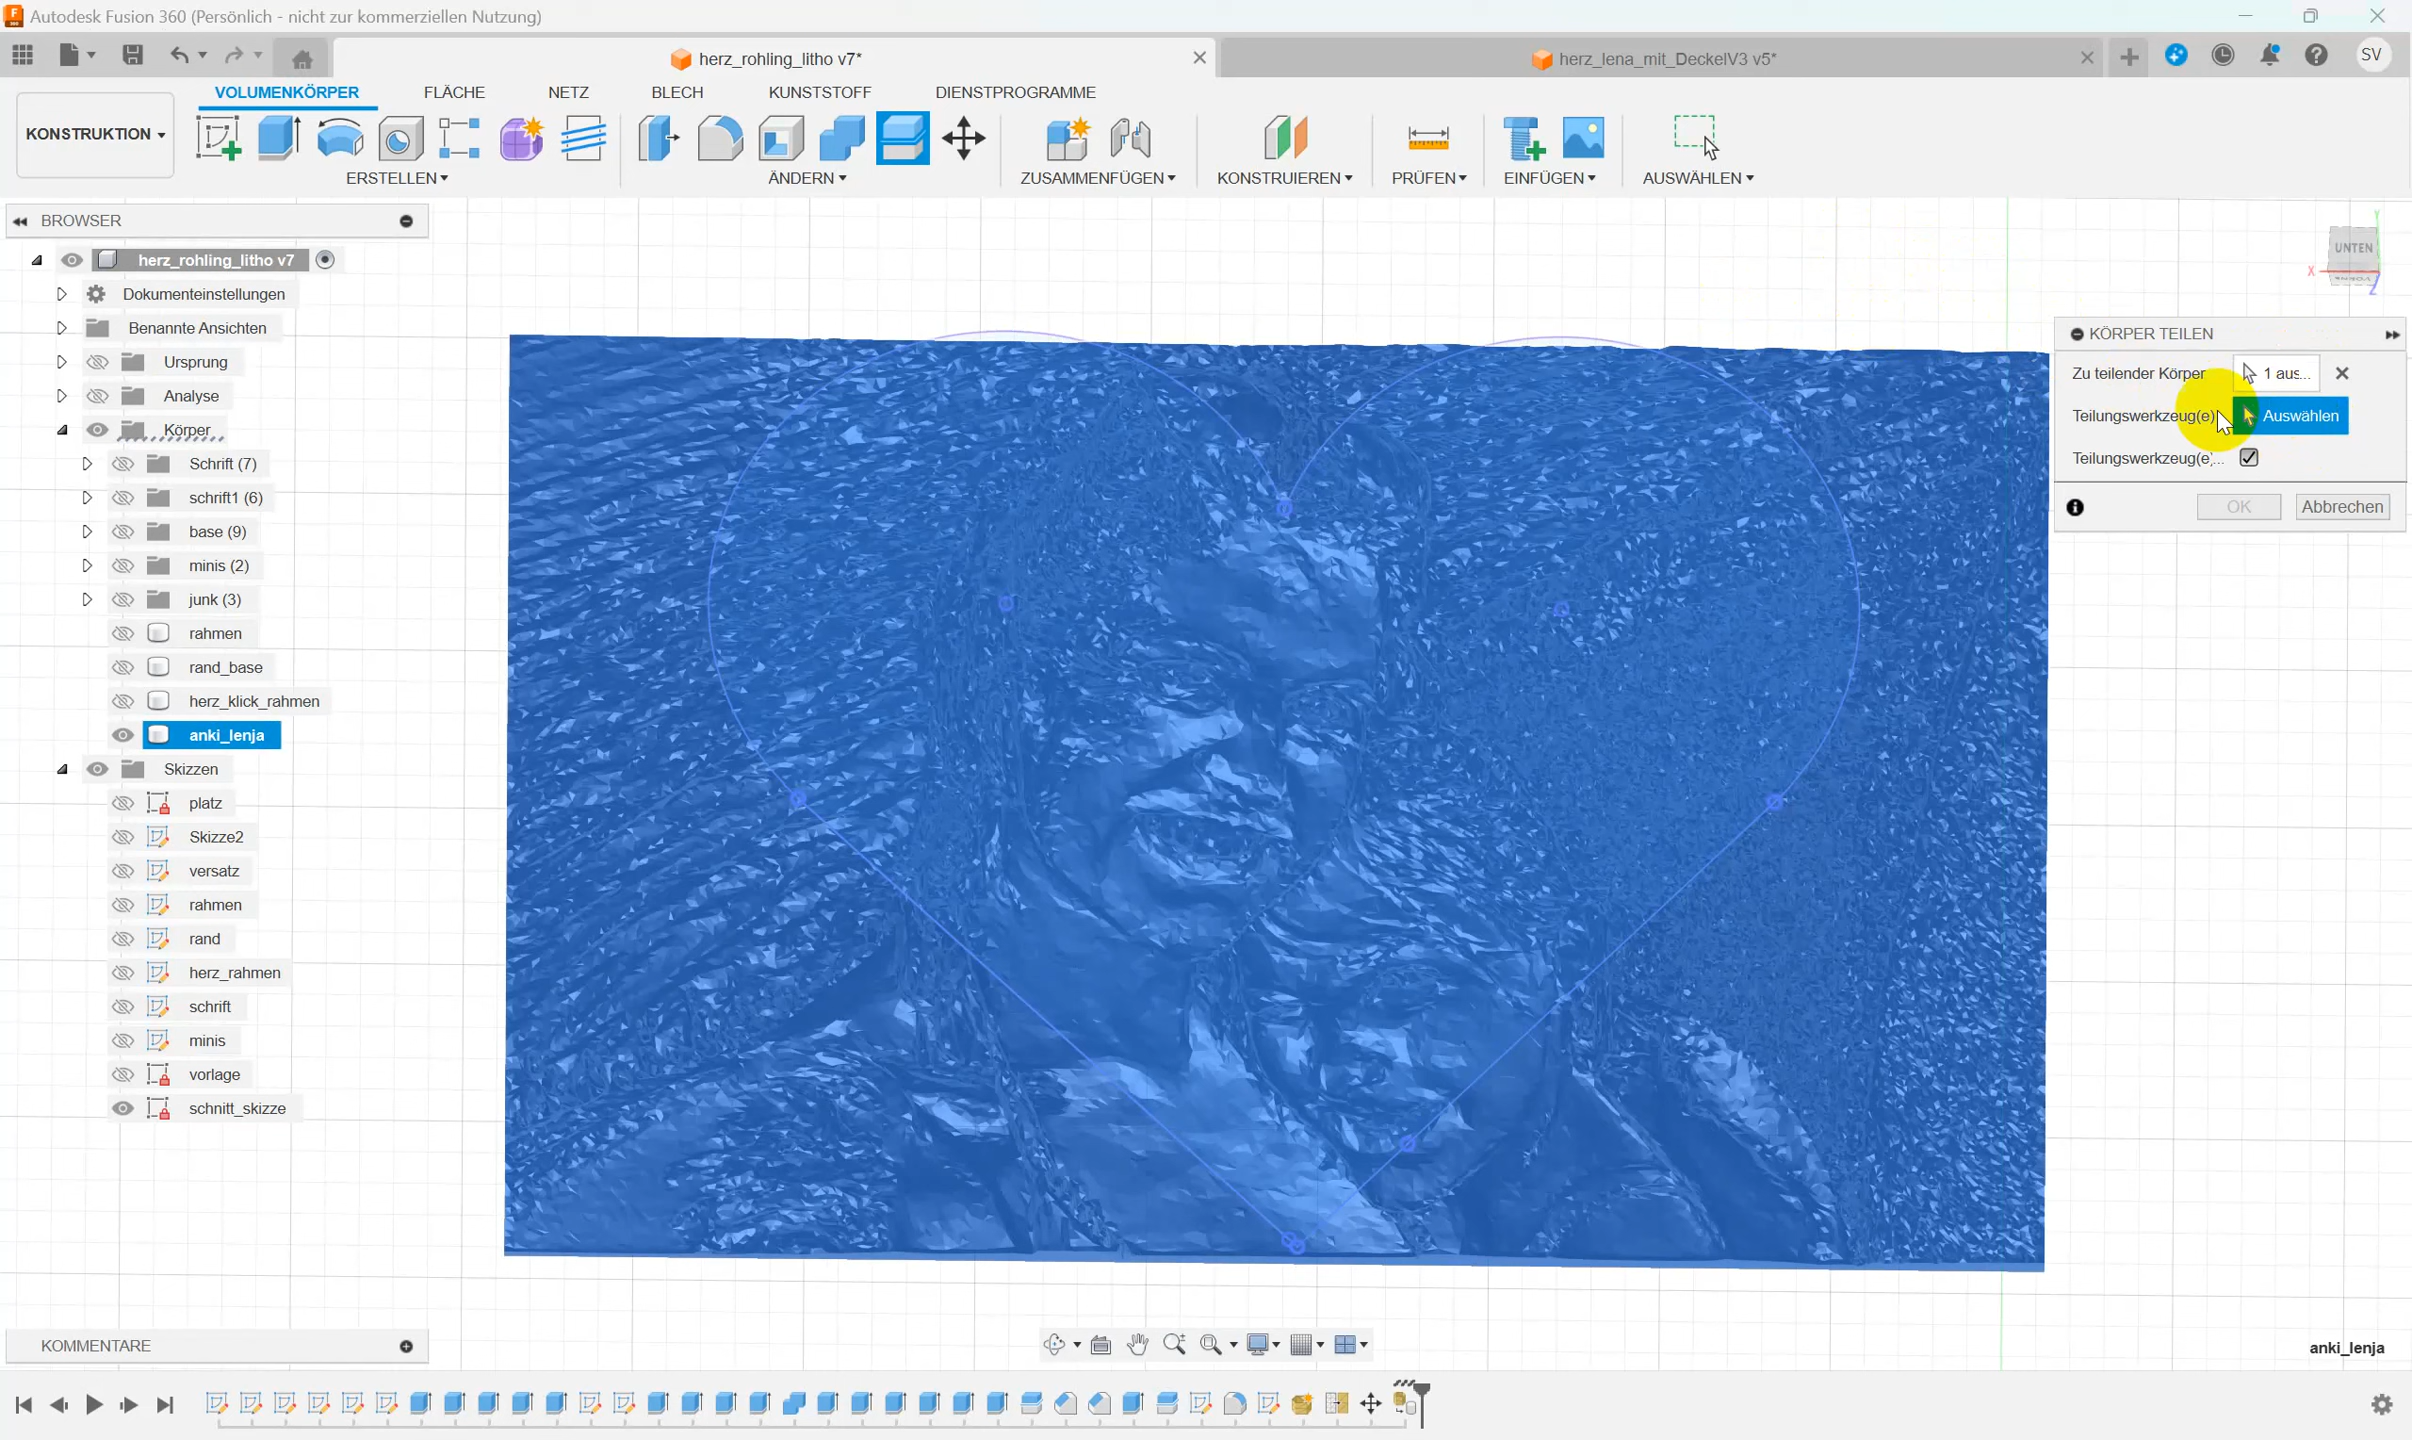 Autodesk Fusion 360 (Persönlich - nicht zur kommerziellen Nutzung)
herz_rohling_litho v7*
herz_lena_mit_DeckelV3 v5*
SV
KONSTRUKTION
VOLUMENKÖRPER
FLÄCHE
NETZ
BLECH
KUNSTSTOFF
DIENSTPROGRAMME
ERSTELLEN
ÄNDERN
ZUSAMMENFÜGEN
KONSTRUIEREN
PRÜFEN
EINFÜGEN
AUSWÄHLEN
BROWSER
herz_rohling_litho v7
Dokumenteinstellungen
Benannte Ansichten
Ursprung
Analyse
Körper
Schrift (7)
schrift1 (6)
base (9)
minis (2)
junk (3)
rahmen
rand_base
herz_klick_rahmen
anki_lenja
Skizzen
platz
Skizze2
versatz
rahmen
rand
herz_rahmen
schrift
minis
vorlage
schnitt_skizze
UNTEN
VORNE
X
Y
Z
KÖRPER TEILEN
Zu teilender Körper
1 aus...
Teilungswerkzeug(e)
Auswählen
Teilungswerkzeug(e)...
OK
Abbrechen
KOMMENTARE
anki_lenja